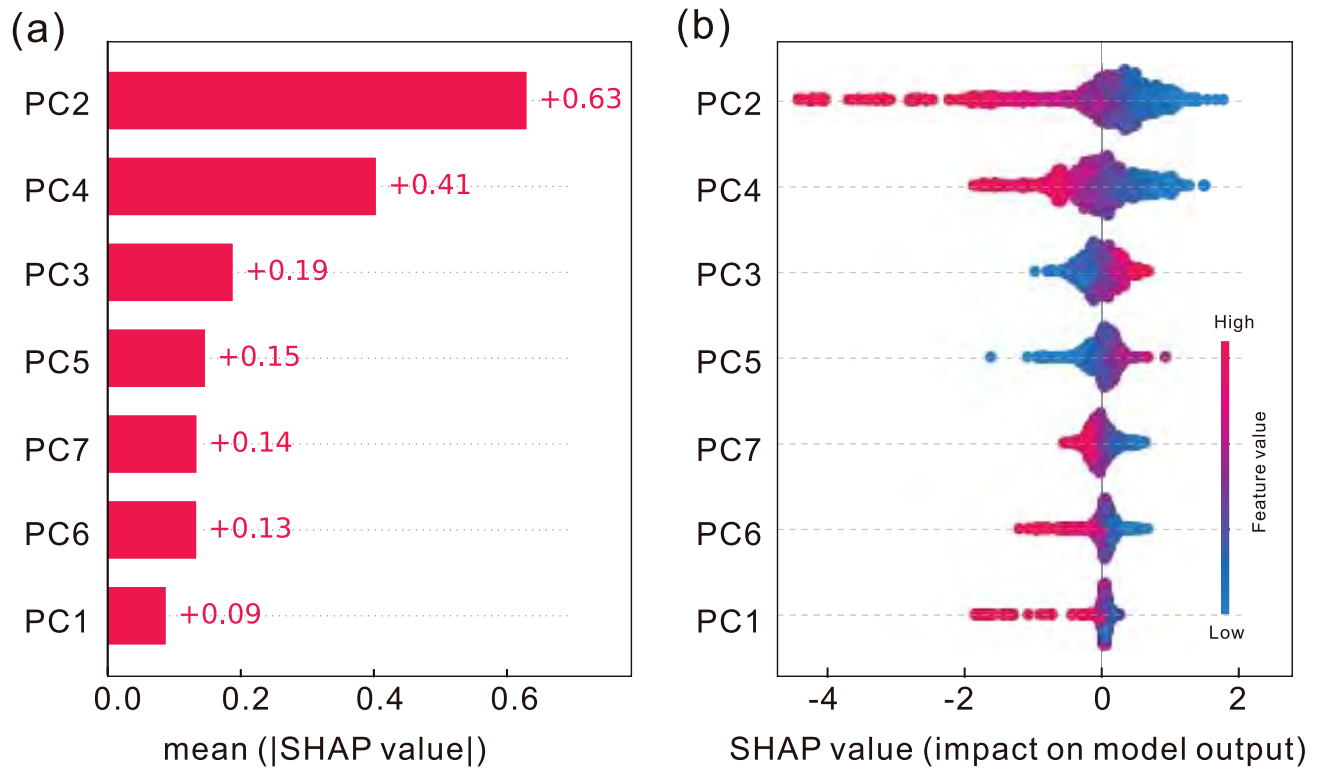 (a)
PC2
+0.63
PC4
+0.41
PC3
+0.19
PC5
+0.15
PC7
+0.14
PC6
+0.13
PC1
+0.09
0.0 0.2 0.4 0.6
mean (|SHAP value|)
(b)
PC2
PC4
PC3
PC5
PC7
PC6
PC1
High
Feature value
Low
-4 -2 0 2
SHAP value (impact on model output)